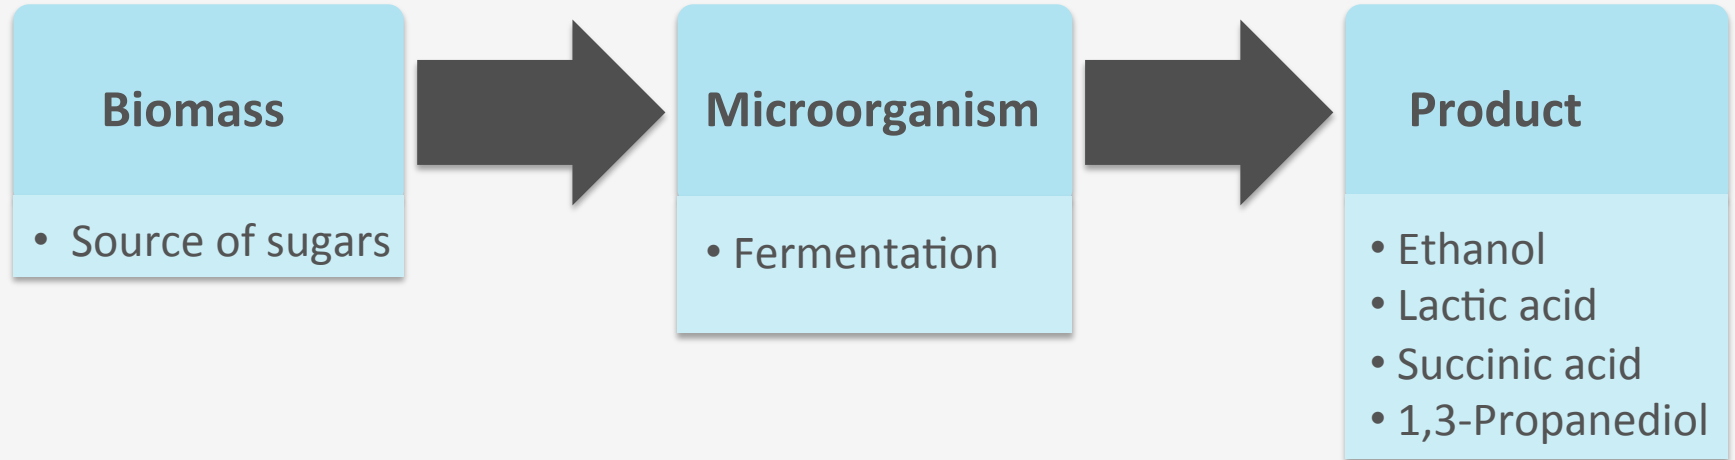 Biomass
• Source of sugars
Microorganism
• Fermentation
Product
• Ethanol
• Lactic acid
• Succinic acid
• 1,3-Propanediol